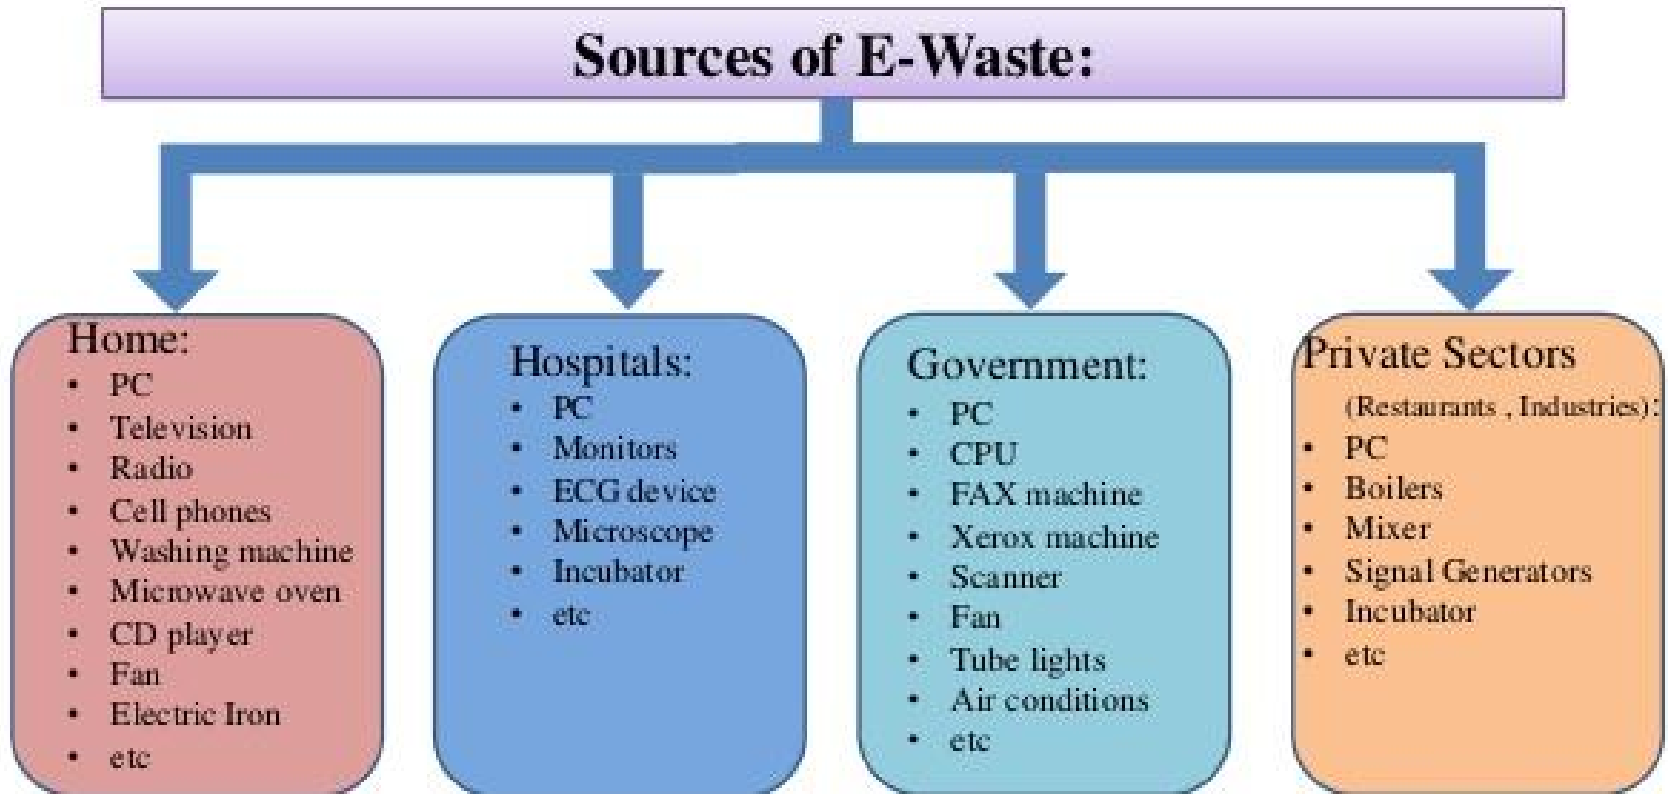 Sources of E-Waste:
Home:
• PC
• Television
• Radio
• Cell phones
• Washing machine
• Microwave oven
• CD player
• Fan
• Electric Iron
• etc
Hospitals:
• PC
• Monitors
• ECG device
• Microscope
• Incubator
• etc
Government:
• PC
• CPU
• FAX machine
• Xerox machine
• Scanner
• Fan
• Tube lights
• Air conditions
• etc
Private Sectors
(Restaurants , Industries):
• PC
• Boilers
• Mixer
• Signal Generators
• Incubator
• etc